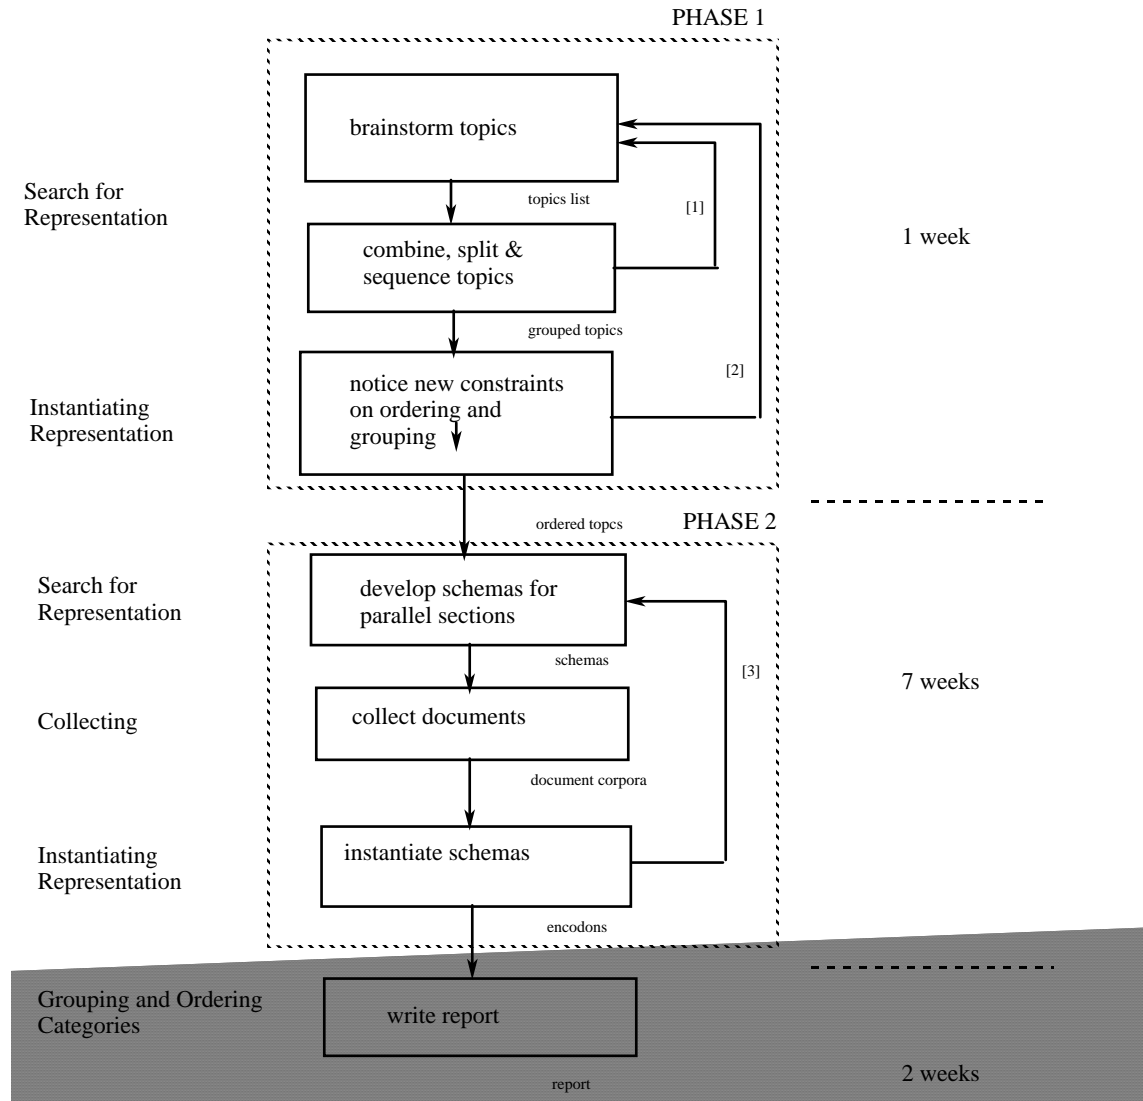 PHASE 1
brainstorm topics
Search for
Representation
topics list
[1]
combine, split &
sequence topics
1 week
grouped topics
[2]
Instantiating
Representation
notice new constraints
on ordering and
grouping
ordered topcs
PHASE 2
Search for
Representation
develop schemas for
parallel sections
schemas
[3]
7 weeks
Collecting
collect documents
document corpora
Instantiating
Representation
instantiate schemas
encodons
Grouping and Ordering
Categories
write report
report
2 weeks